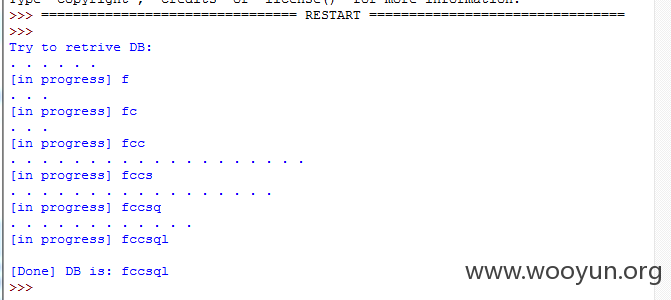 Type "copyright", "credits" or "license()" for more information.
>>> ================================ RESTART ================================
>>>
Try to retrive DB:
. . . . . .
[in progress] f
. . .
[in progress] fc
. . .
[in progress] fcc
. . . . . . . . . . . . . . . . . . .
[in progress] fccs
. . . . . . . . . . . . . . . . .
[in progress] fccsq
. . . . . . . . . . . .
[in progress] fccsql
[Done] DB is: fccsql
>>>
www.wooyun.org